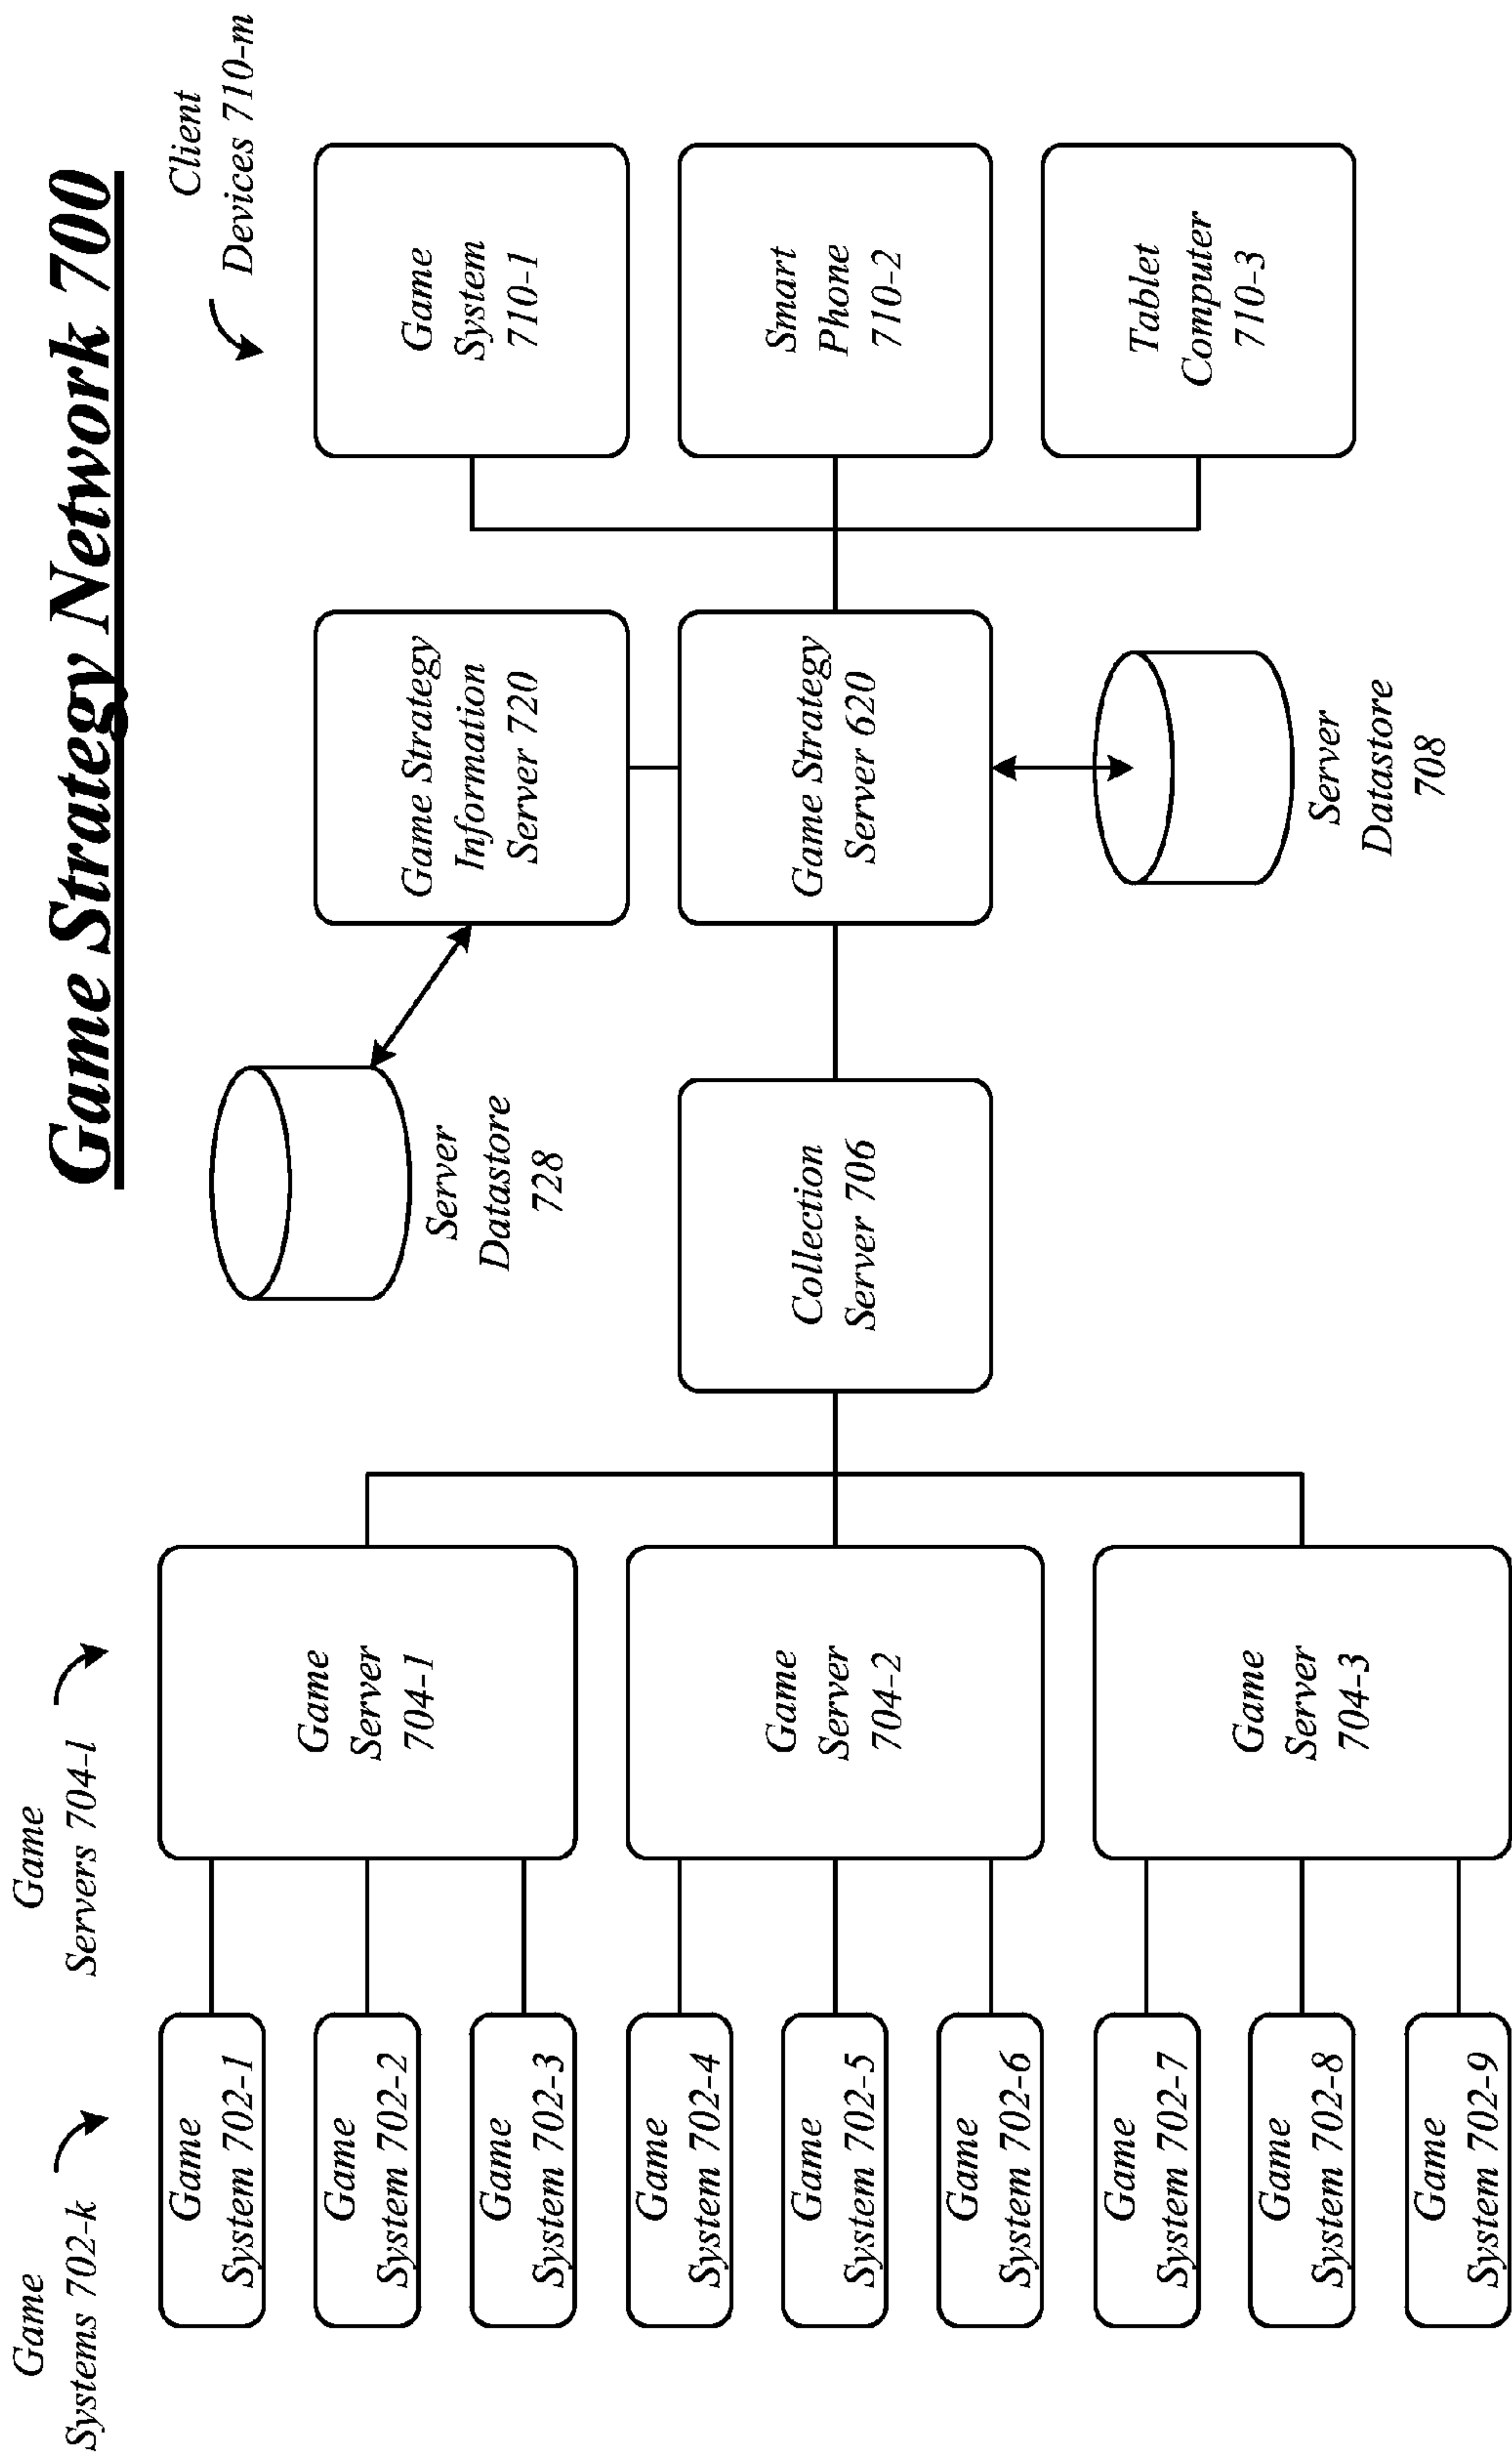 Game Strategy Network 700
Game
Systems 702-k
Game
Servers 704-l
Client
Devices 710-m
Game
System 702-1
Game
System 702-2
Game
System 702-3
Game
System 702-4
Game
System 702-5
Game
System 702-6
Game
System 702-7
Game
System 702-8
Game
System 702-9
Game
Server
704-1
Game
Server
704-2
Game
Server
704-3
Collection
Server 706
Server
Datastore
728
Game Strategy
Information
Server 720
Game Strategy
Server 620
Server
Datastore
708
Game
System
710-1
Smart
Phone
710-2
Tablet
Computer
710-3